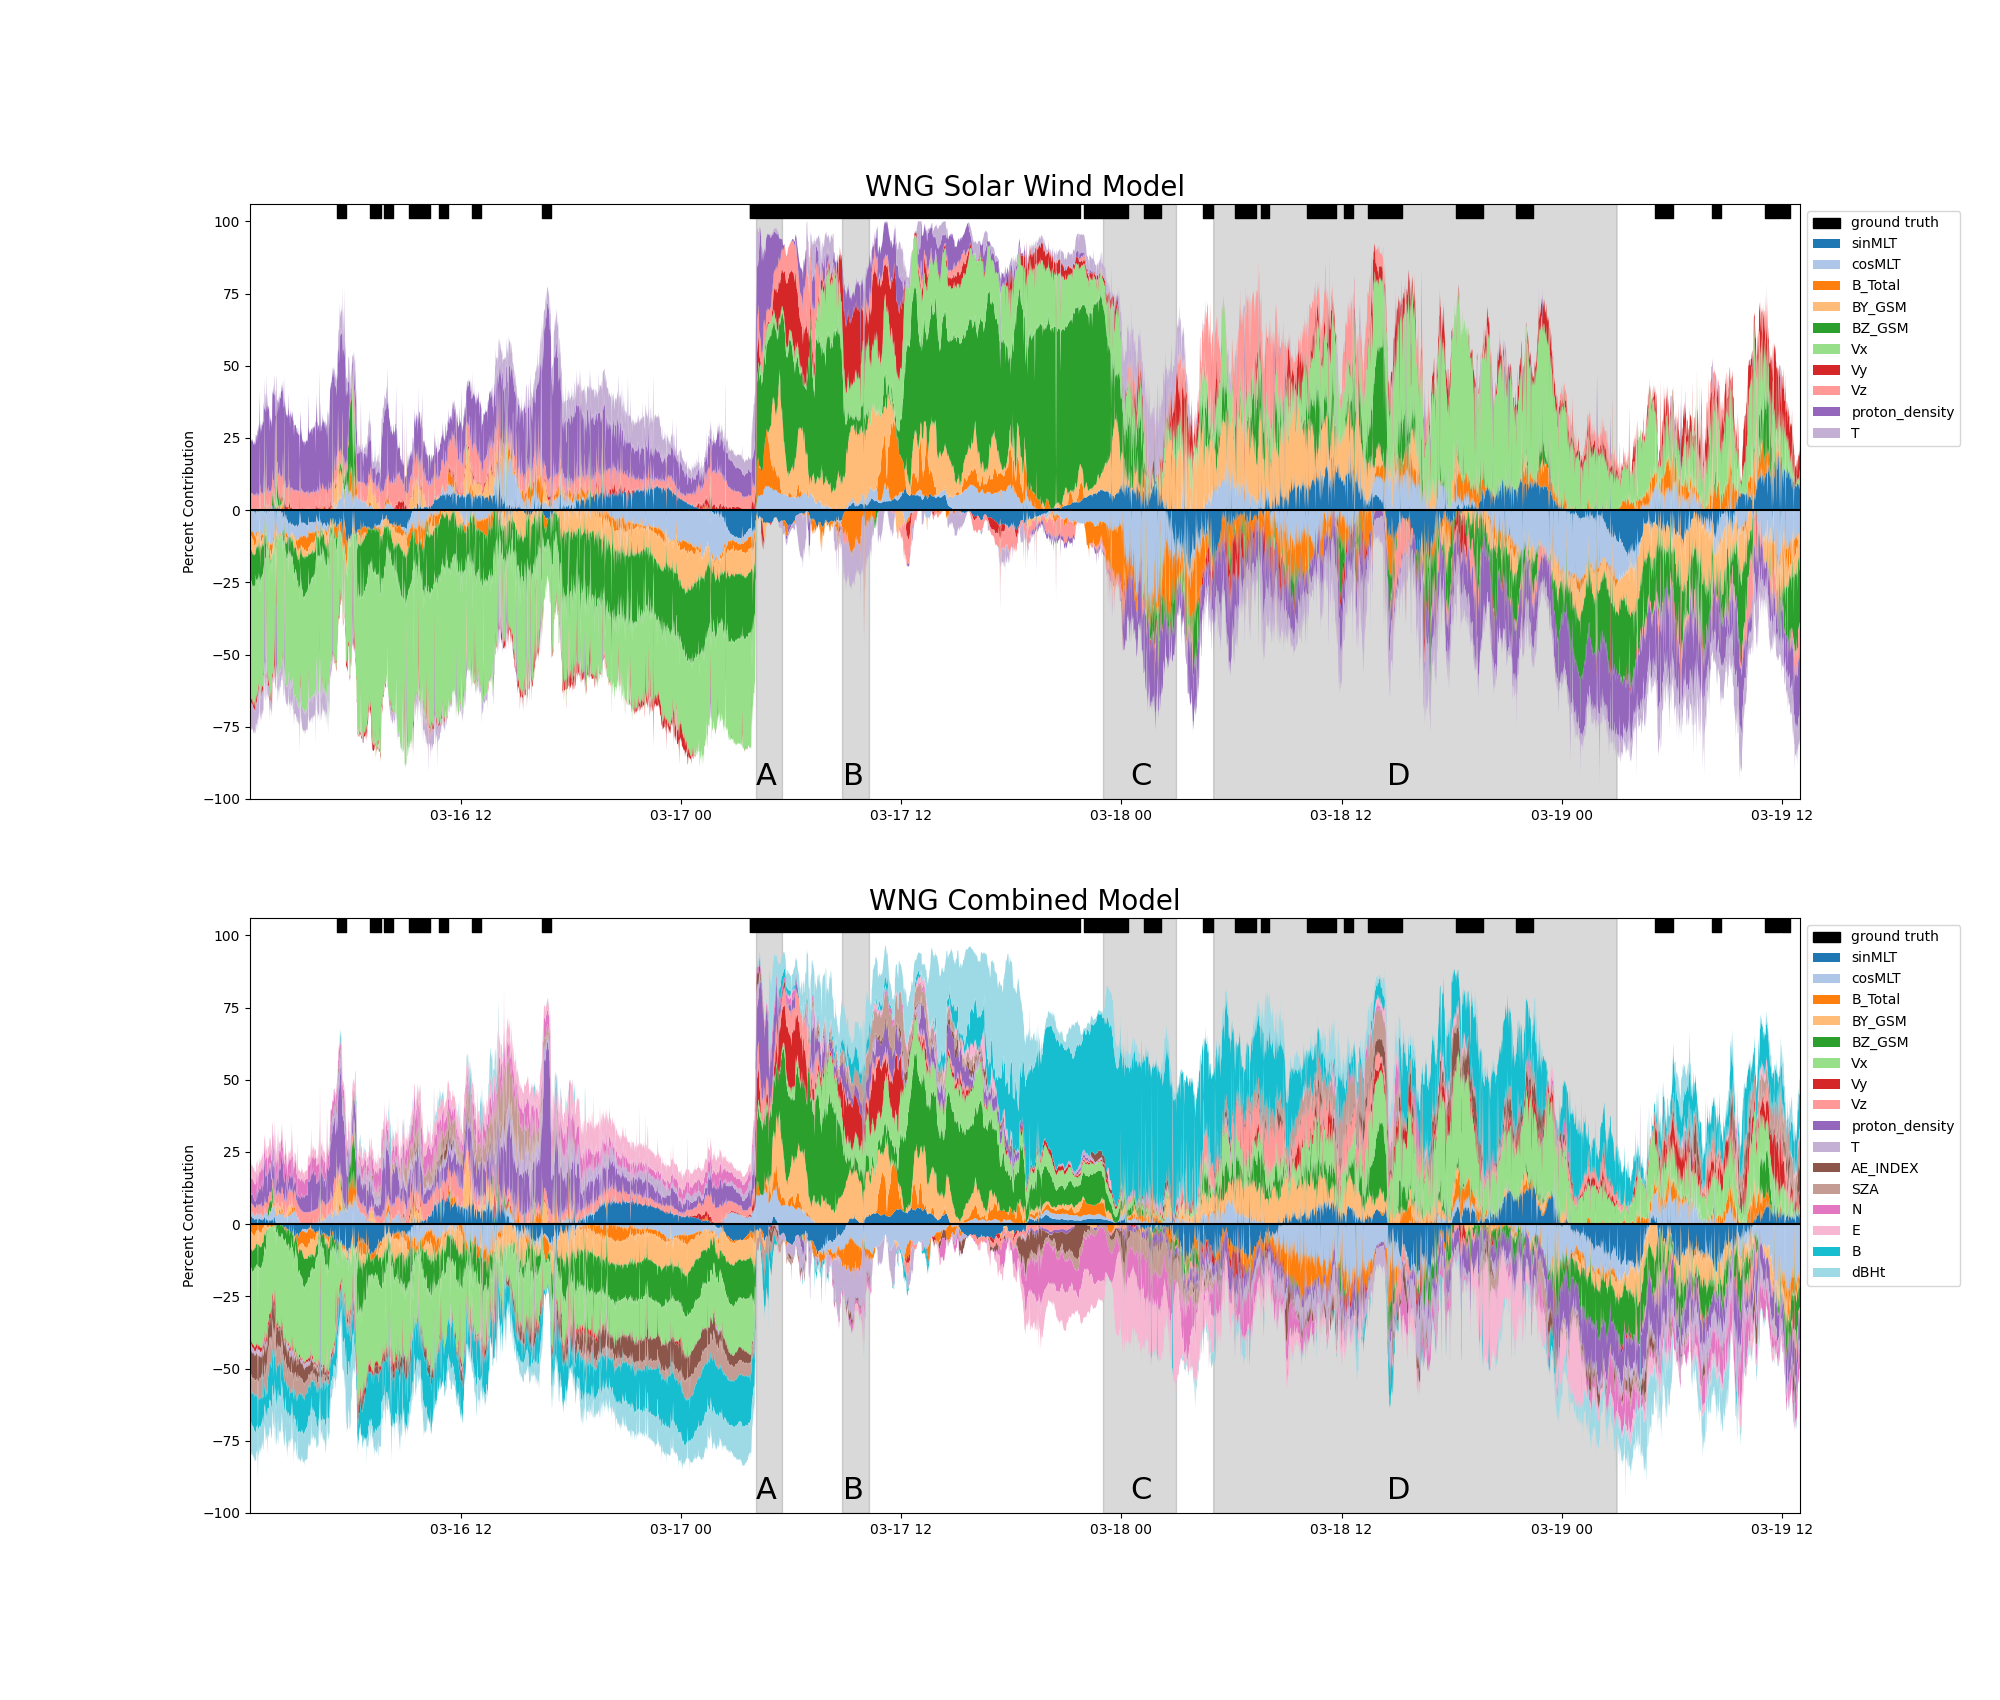 WNG Solar Wind Model
100
75
50
25
0
−25
−50
−75
−100
Percent Contribution
A
B
C
D
03-16 12
03-17 00
03-17 12
03-18 00
03-18 12
03-19 00
03-19 12
ground truth
sinMLT
cosMLT
B_Total
BY_GSM
BZ_GSM
Vx
Vy
Vz
proton_density
T
WNG Combined Model
100
75
50
25
0
−25
−50
−75
−100
Percent Contribution
A
B
C
D
03-16 12
03-17 00
03-17 12
03-18 00
03-18 12
03-19 00
03-19 12
ground truth
sinMLT
cosMLT
B_Total
BY_GSM
BZ_GSM
Vx
Vy
Vz
proton_density
T
AE_INDEX
SZA
N
E
B
dBHt